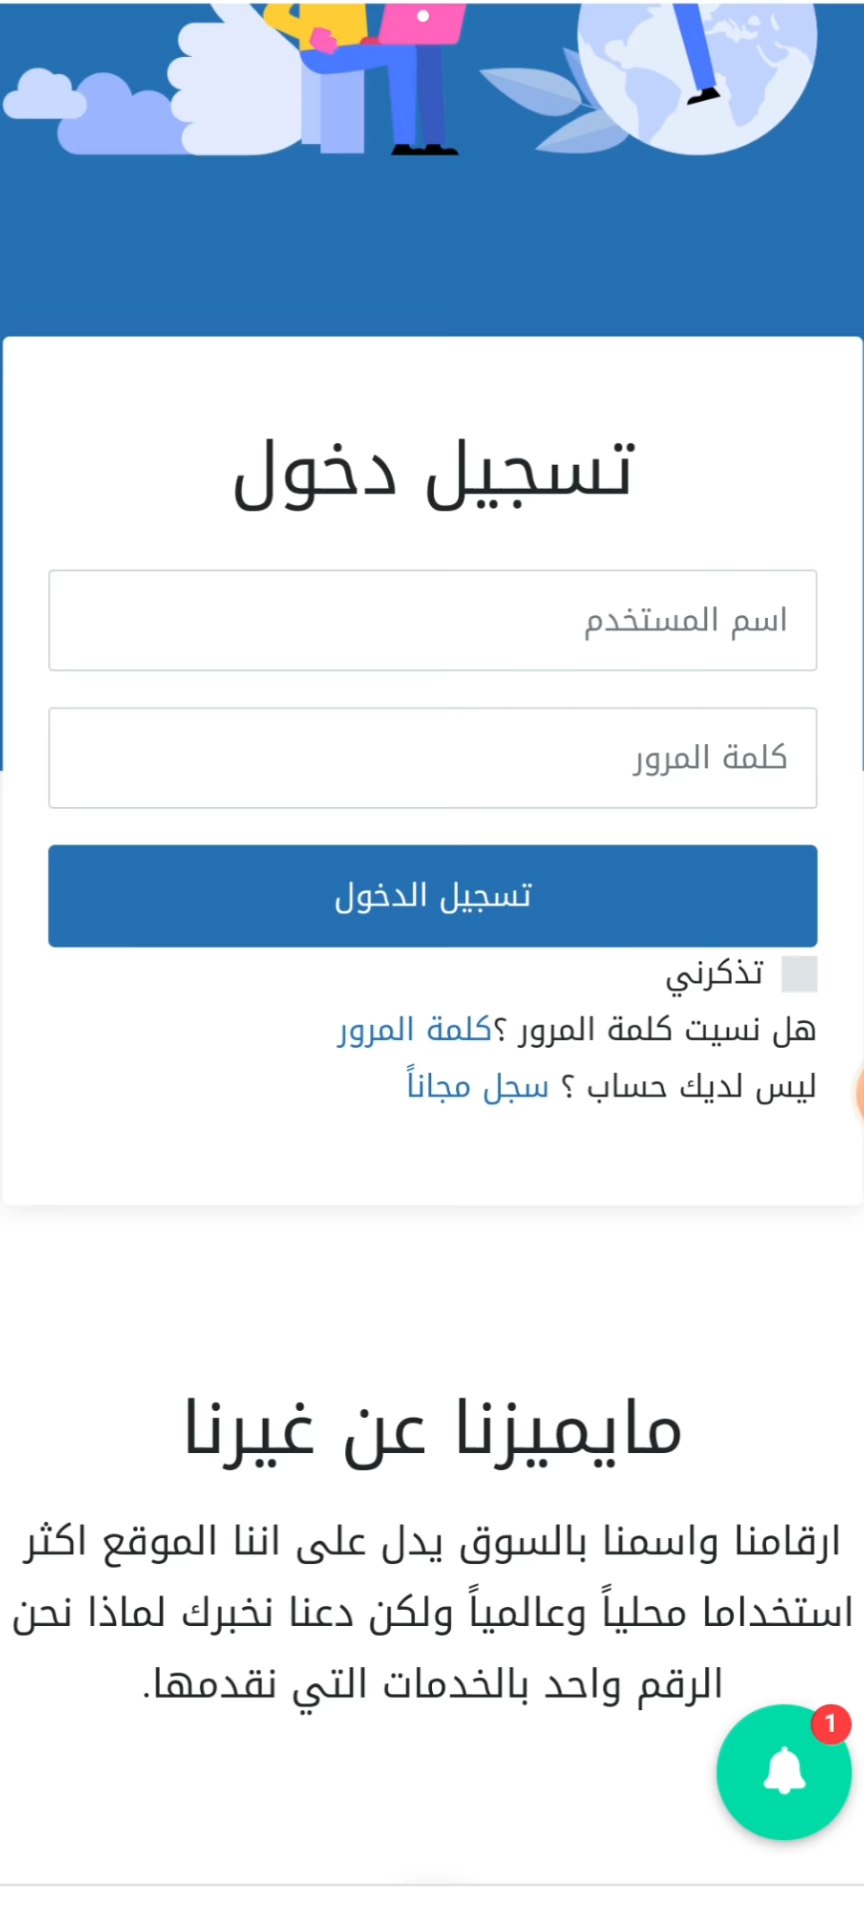 تسجيل دخول
اسم المستخدم
كلمة المرور
تسجيل الدخول
تذكرني
هل نسيت كلمة المرور ؟كلمة المرور
ليس لديك حساب ؟ سجل مجاناً
مايميزنا عن غيرنا
ارقامنا واسمنا بالسوق يدل على اننا الموقع اكثر
استخداما محلياً وعالمياً ولكن دعنا نخبرك لماذا نحن
الرقم واحد بالخدمات التي نقدمها.
1